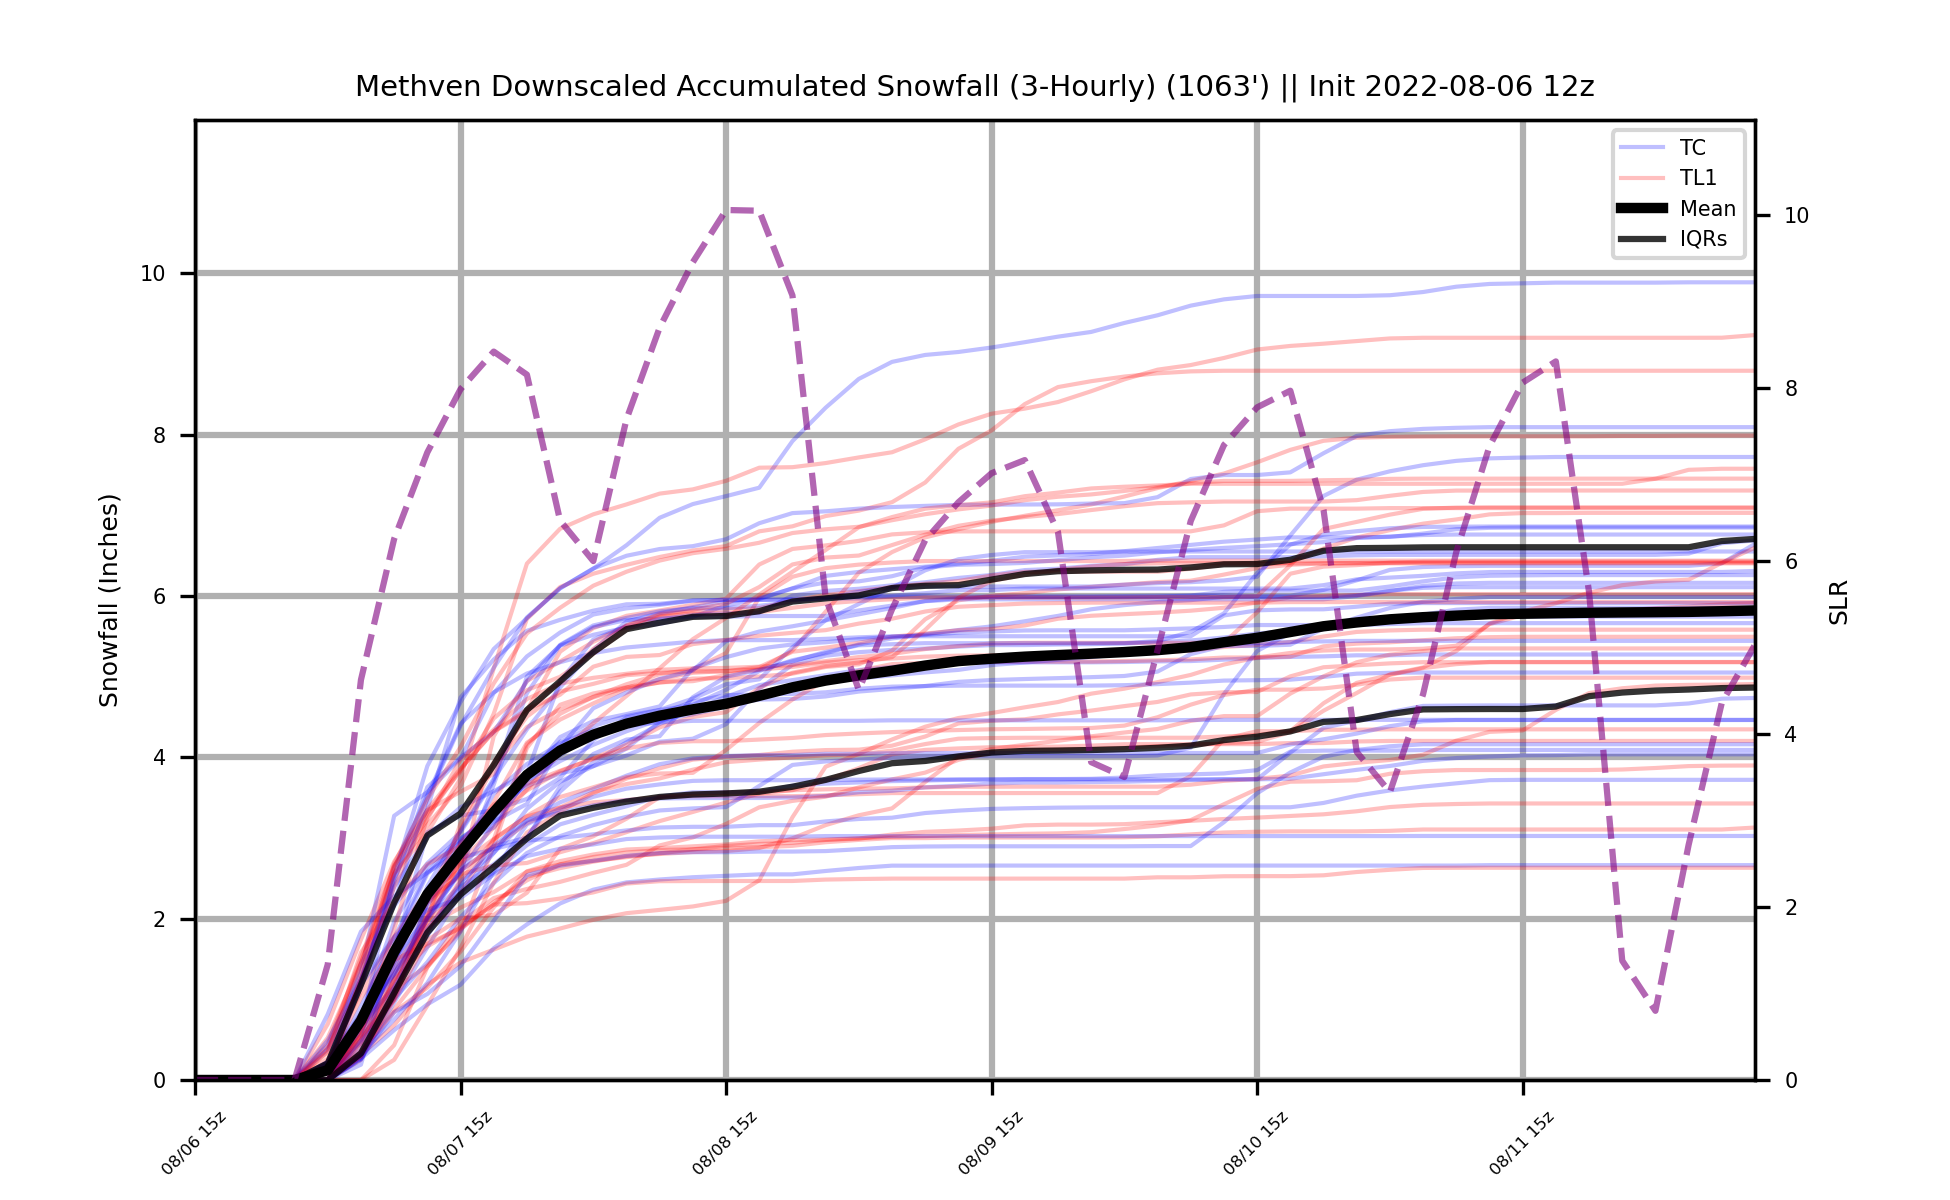 Methven Downscaled Accumulated Snowfall (3-Hourly) (1063') || Init 2022-08-06 12z
TC
TL1
Mean
IQRs
10
8
6
4
2
0
Snowfall (Inches)
10
8
6
4
2
0
SLR
08/06 15z
08/07 15z
08/08 15z
08/09 15z
08/10 15z
08/11 15z